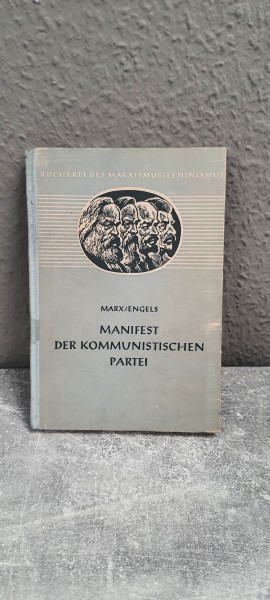 BÜCHEREI DES MARXISMUS-LENINISMUS
MARX/ENGELS
MANIFEST
DER KOMMUNISTISCHEN
PARTEI